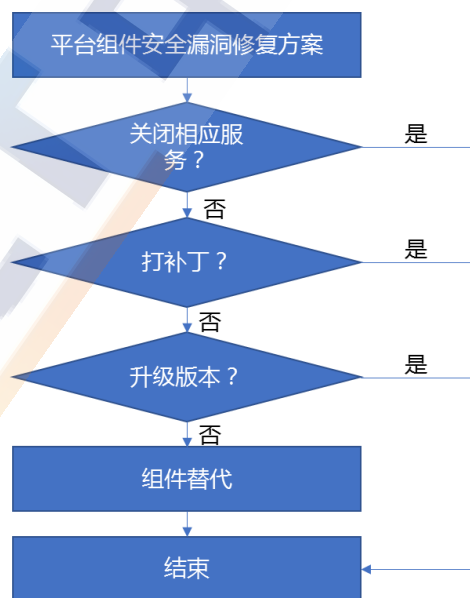 平台组件安全漏洞修复方案
关闭相应服
务？
是
否
打补丁？
是
否
升级版本？
是
否
组件替代
结束